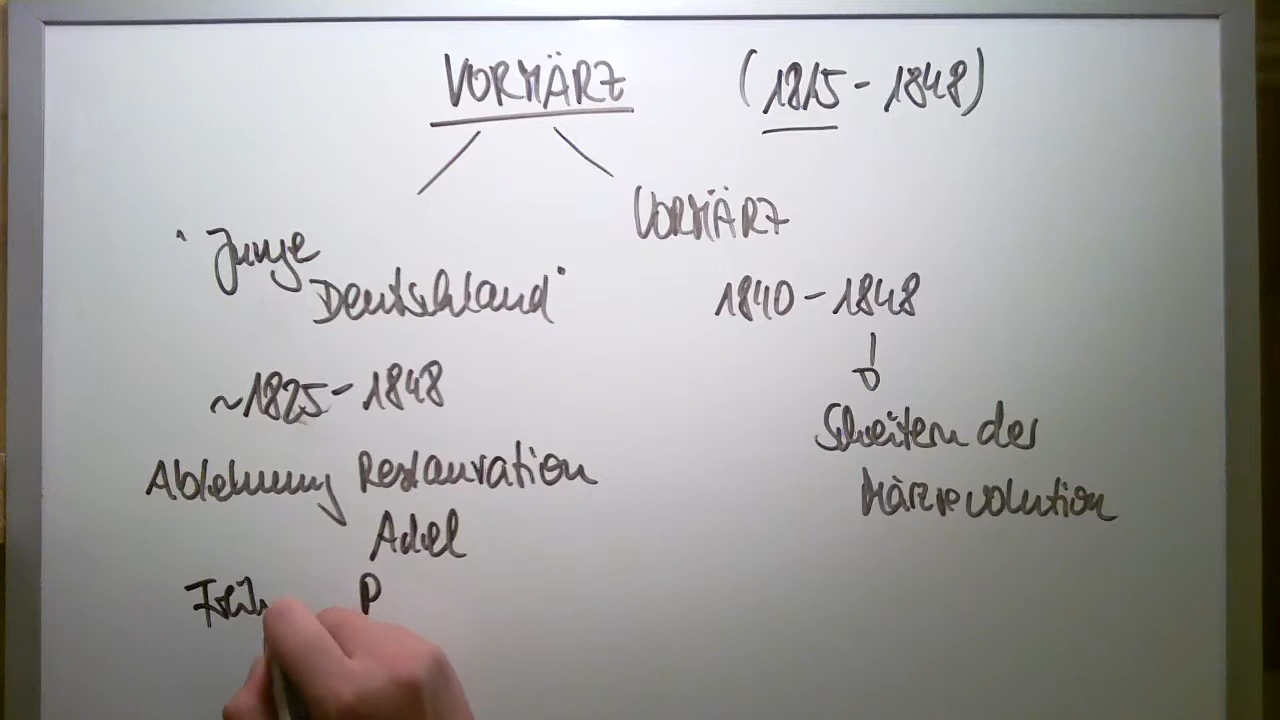 VORMÄRZ (1815 - 1848)
"Junge
Deutschland"
~1825 - 1848
Ablehnung Restauration
Adel
P
VORMÄRZ
1840 - 1848
Scheitern der
Märzrevolution